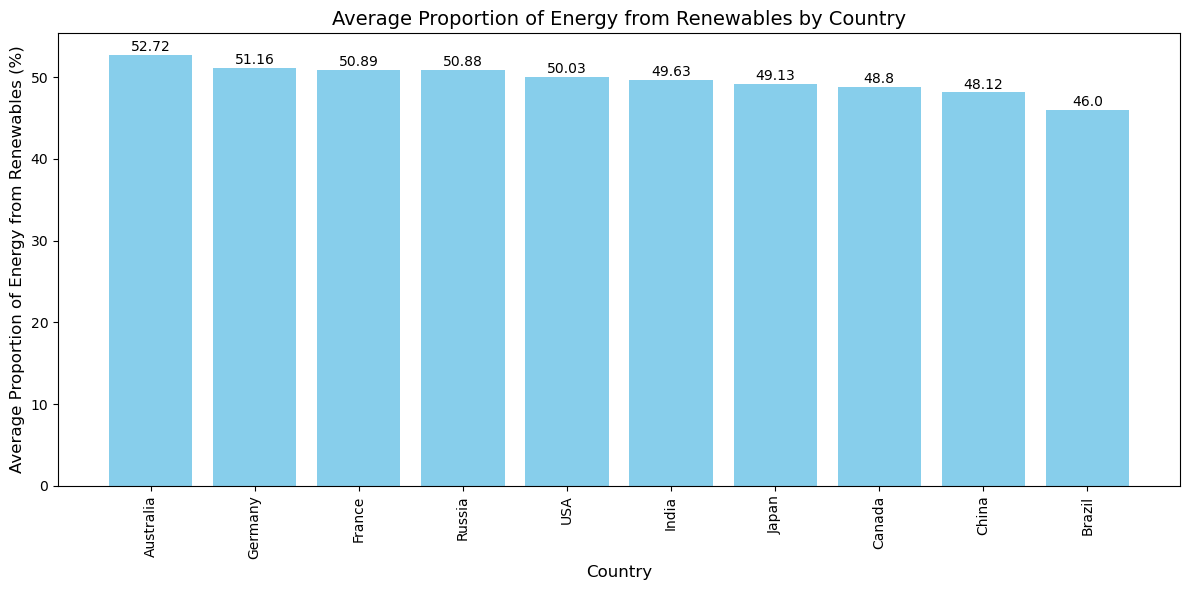 Average Proportion of Energy from Renewables by Country
Average Proportion of Energy from Renewables (%)
50
40
30
20
10
0
52.72
51.16
50.89
50.88
50.03
49.63
49.13
48.8
48.12
46.0
Australia
Germany
France
Russia
USA
India
Japan
Canada
China
Brazil
Country